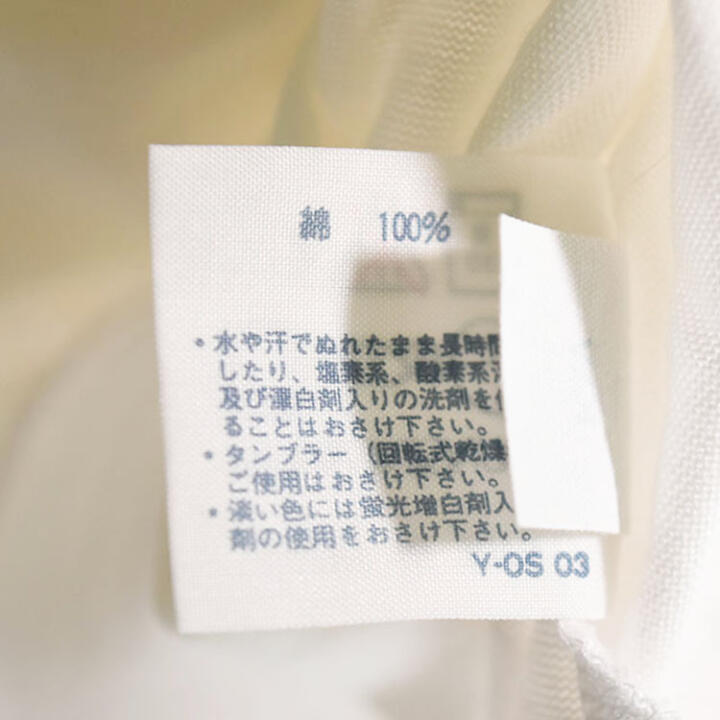 綿 100%
・水や汗でぬれたまま長時間
したり、塩素系、酸素系
及び漂白剤入りの洗剤を
ることはおさけ下さい。
・タンブラー（回転式乾燥
ご使用はおさけ下さい。
・淡い色には蛍光増白剤入
剤の使用をおさけ下さい。
Y-OS 03